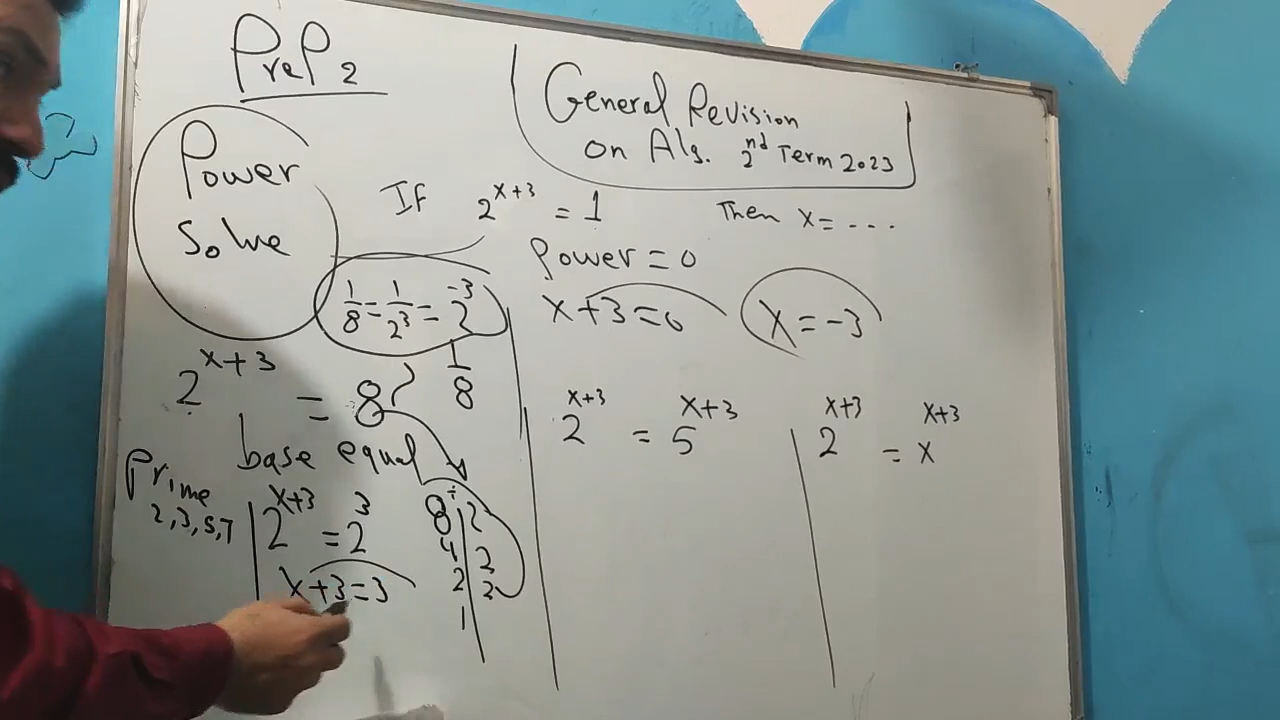 PreP 2
General Revision
on Alg. 2nd Term 2023
Power
Solve
If 2^(x+3) = 1 Then x = ---
Power = 0
x+3=0 x = -3
1/8 = 1/2^3 = 2^-3
2^(x+3) = 8 1/8
base equal
Prime
2,3,5,7
2^(x+3) = 2^3
x+3=3
8 ÷ 2
4 2
2 2
1
2^(x+3) = 5^(x+3)
2^(x+3) = x^(x+3)